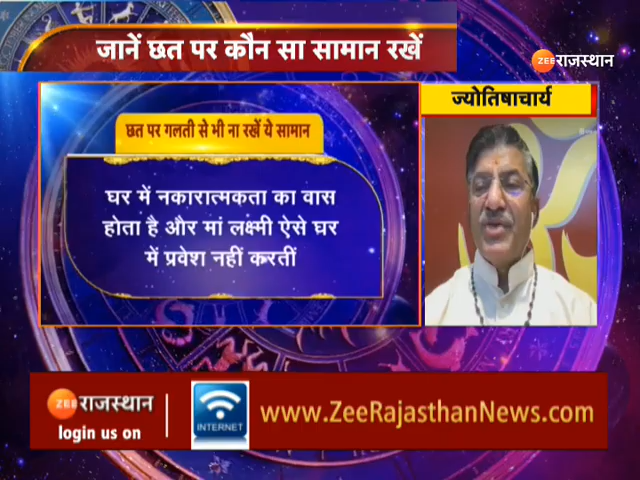 जानें छत पर कौन सा सामान रखें
ZEE राजस्थान
ज्योतिषाचार्य
छत पर गलती से भी ना रखें ये सामान
घर में नकारात्मकता का वास
होता है और मां लक्ष्मी ऐसे घर
में प्रवेश नहीं करतीं
ZEE राजस्थान
login us on
INTERNET
www.ZeeRajasthanNews.com